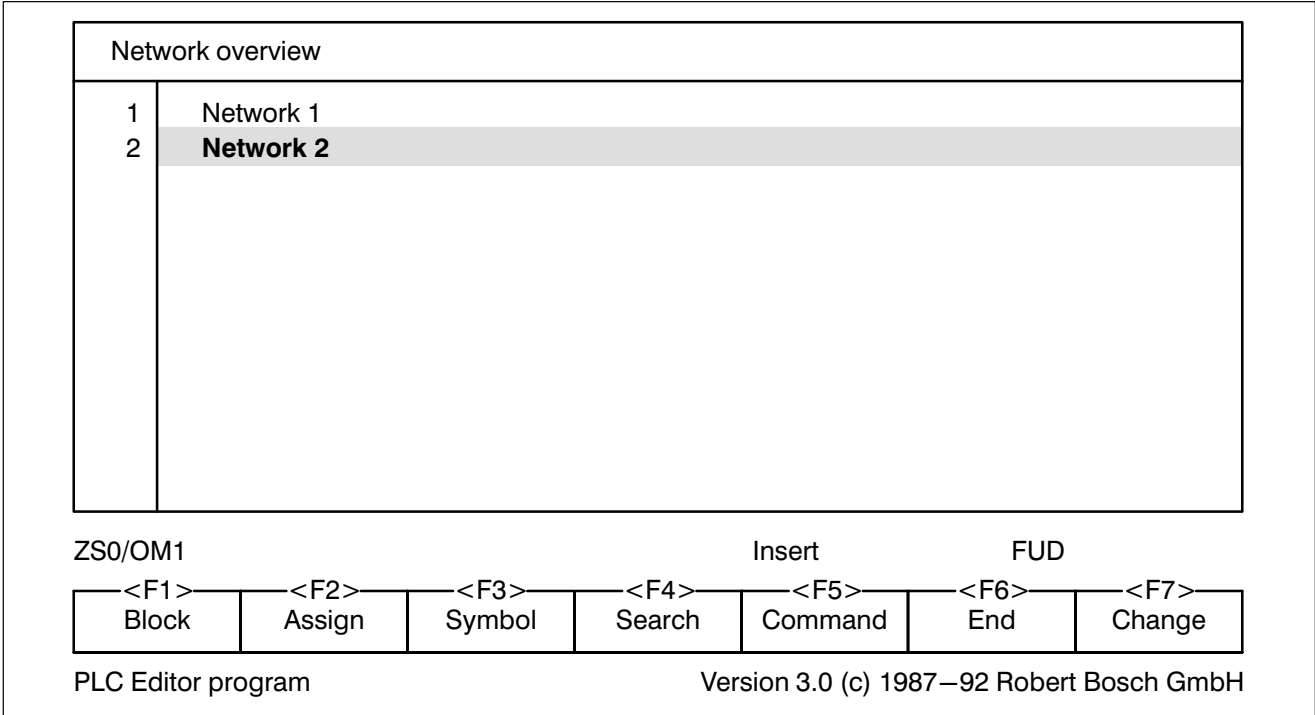 Network overview
1 Network 1
2 Network 2
ZS0/OM1 Insert FUD
<F1> <F2> <F3> <F4> <F5> <F6> <F7>
Block Assign Symbol Search Command End Change
PLC Editor program Version 3.0 (c) 1987–92 Robert Bosch GmbH